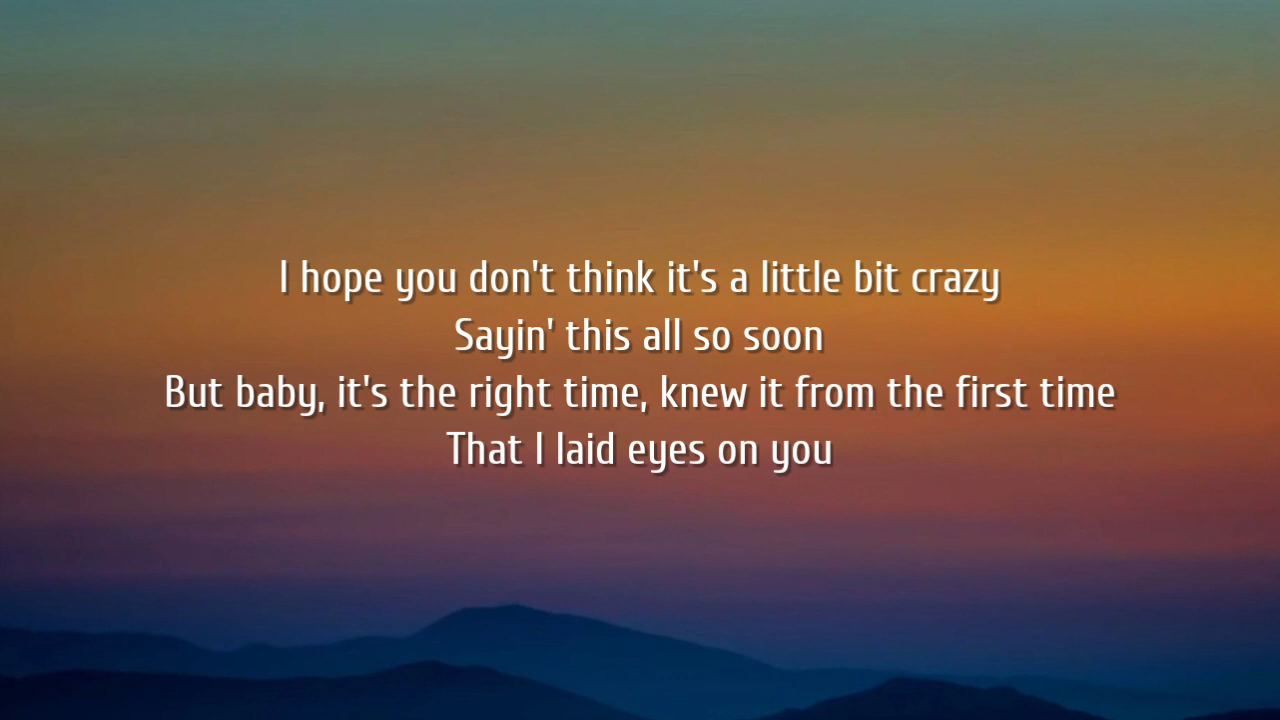 I hope you don't think it's a little bit crazy
Sayin' this all so soon
But baby, it's the right time, knew it from the first time
That I laid eyes on you